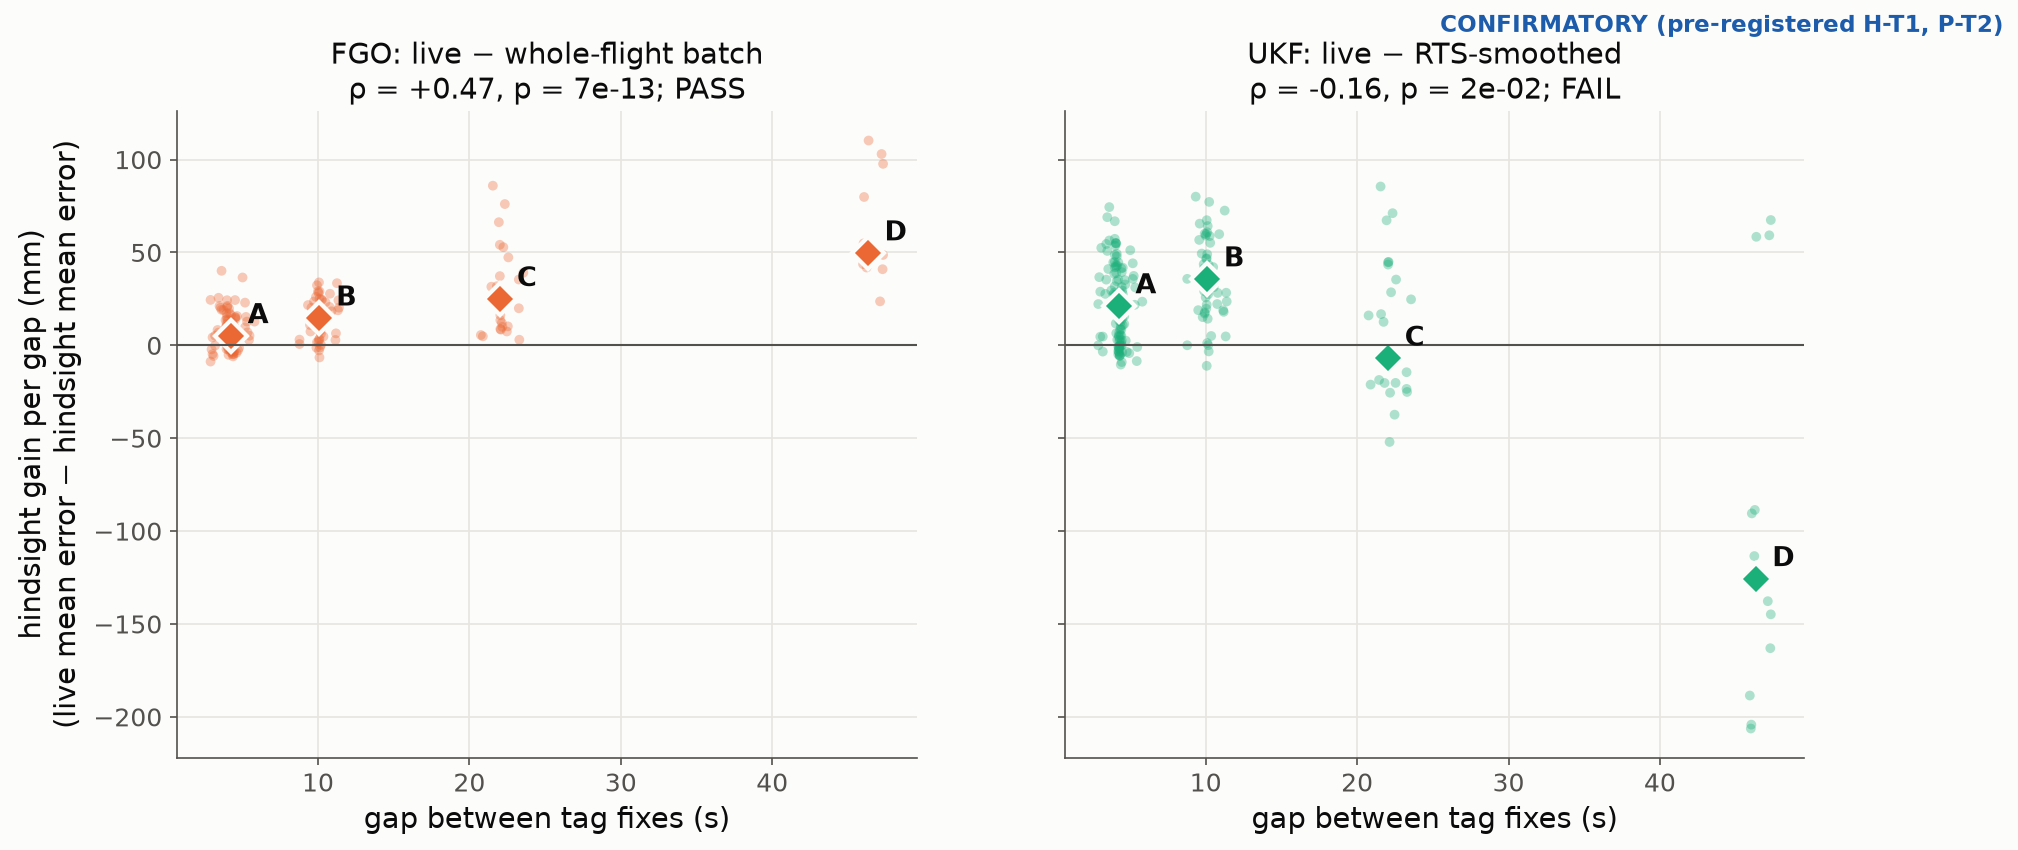 CONFIRMATORY (pre-registered H-T1, P-T2)
FGO: live − whole-flight batch
ρ = +0.47, p = 7e-13; PASS
UKF: live − RTS-smoothed
ρ = -0.16, p = 2e-02; FAIL
hindsight gain per gap (mm)
(live mean error − hindsight mean error)
100
50
0
−50
−100
−150
−200
A
B
C
D
A
B
C
D
10
20
30
40
10
20
30
40
gap between tag fixes (s)
gap between tag fixes (s)